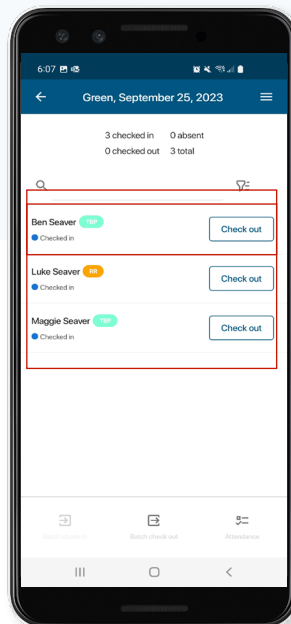 6:07
Green, September 25, 2023
3 checked in 0 absent
0 checked out 3 total
Ben Seaver TBP
Checked in
Check out
Luke Seaver RR
Checked in
Check out
Maggie Seaver TBP
Checked in
Check out
Batch check out
Attendance